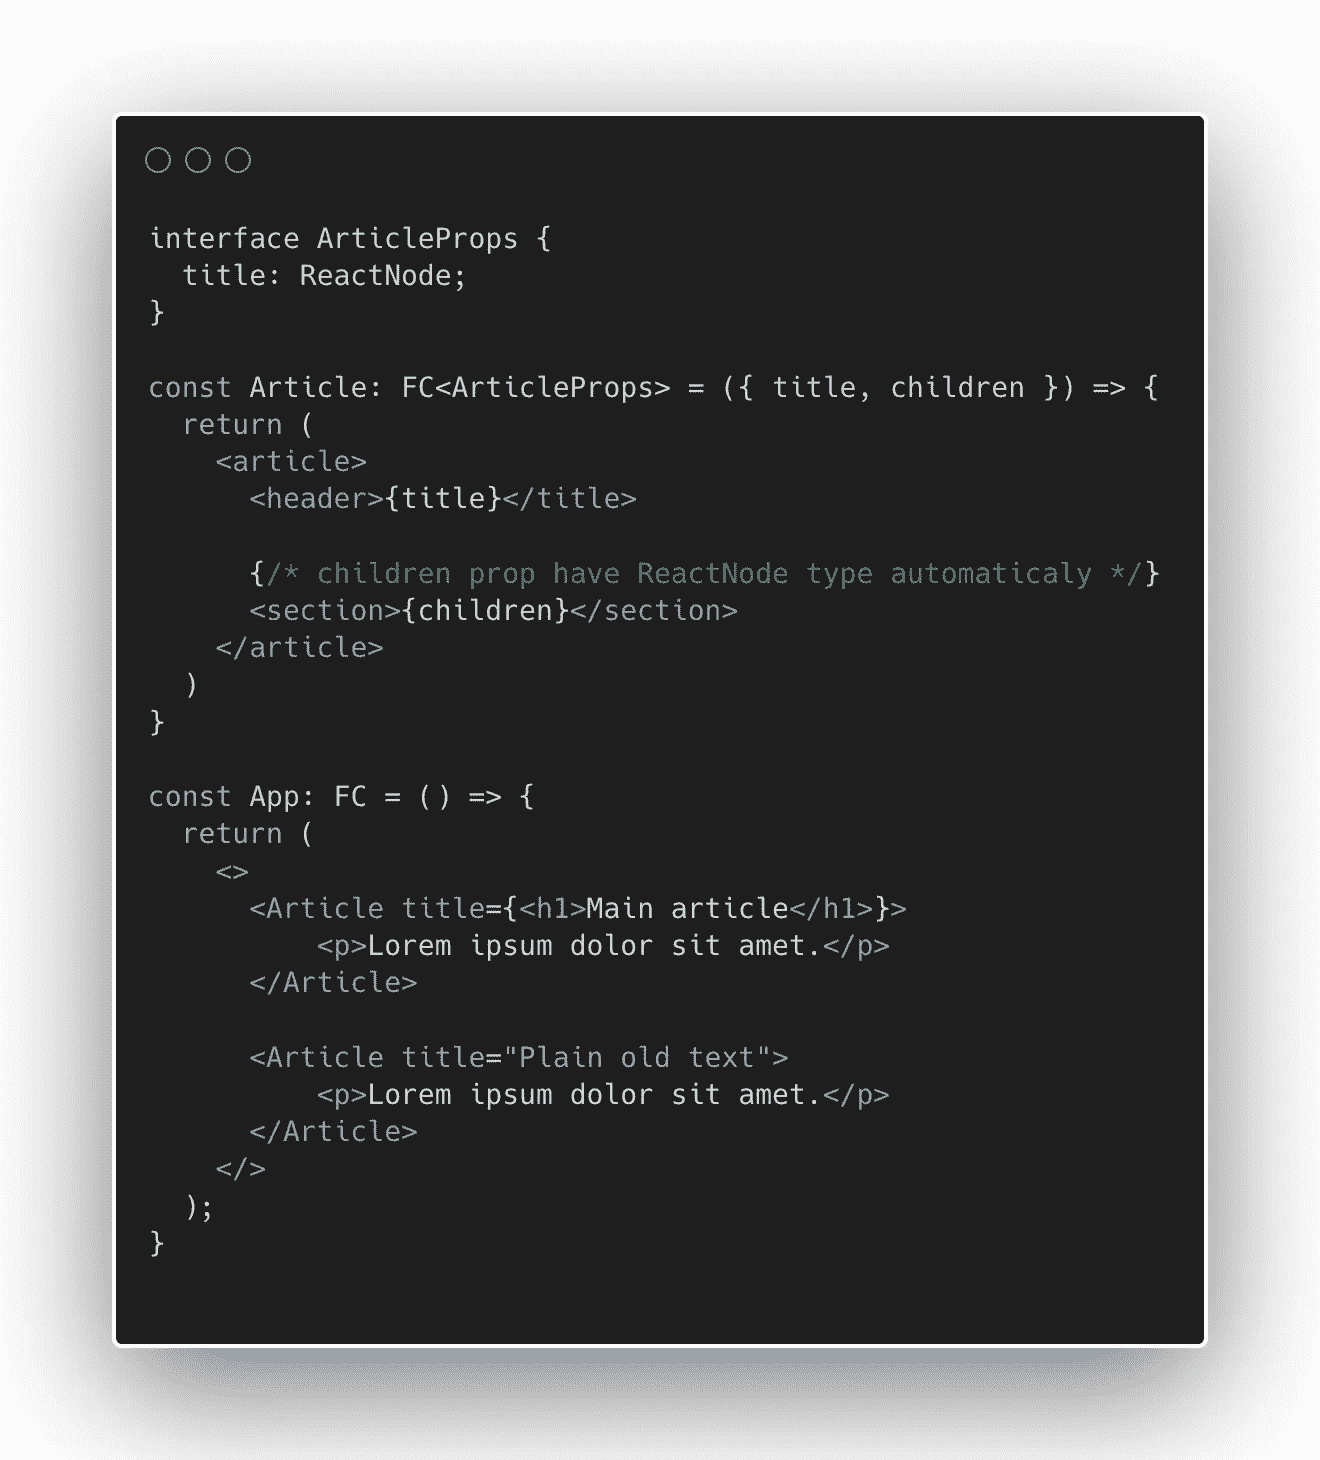 interface ArticleProps {
  title: ReactNode;
}

const Article: FC<ArticleProps> = ({ title, children }) => {
  return (
    <article>
      <header>{title}</title>

      {/* children prop have ReactNode type automaticaly */}
      <section>{children}</section>
    </article>
  )
}

const App: FC = () => {
  return (
    <>
      <Article title={<h1>Main article</h1>}>
          <p>Lorem ipsum dolor sit amet.</p>
      </Article>

      <Article title="Plain old text">
          <p>Lorem ipsum dolor sit amet.</p>
      </Article>
    </>
  );
}